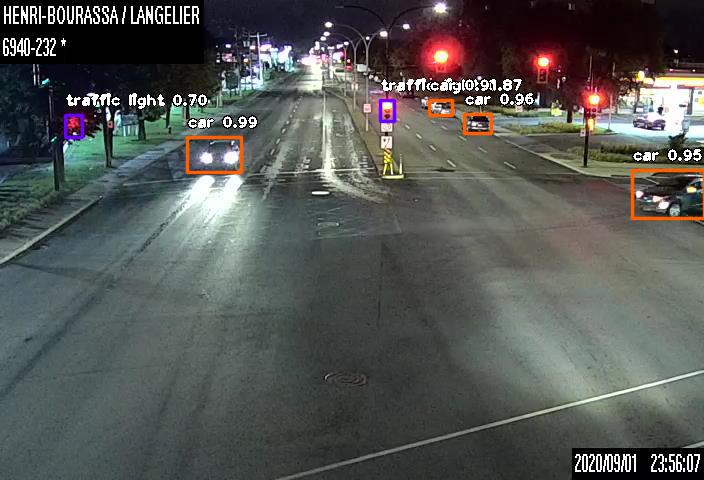 HENRI-BOURASSA / LANGELIER
6940-232 *
traffic light 0.70
car 0.99
car 0.96
car 0.95
2020/09/01 23:56:07